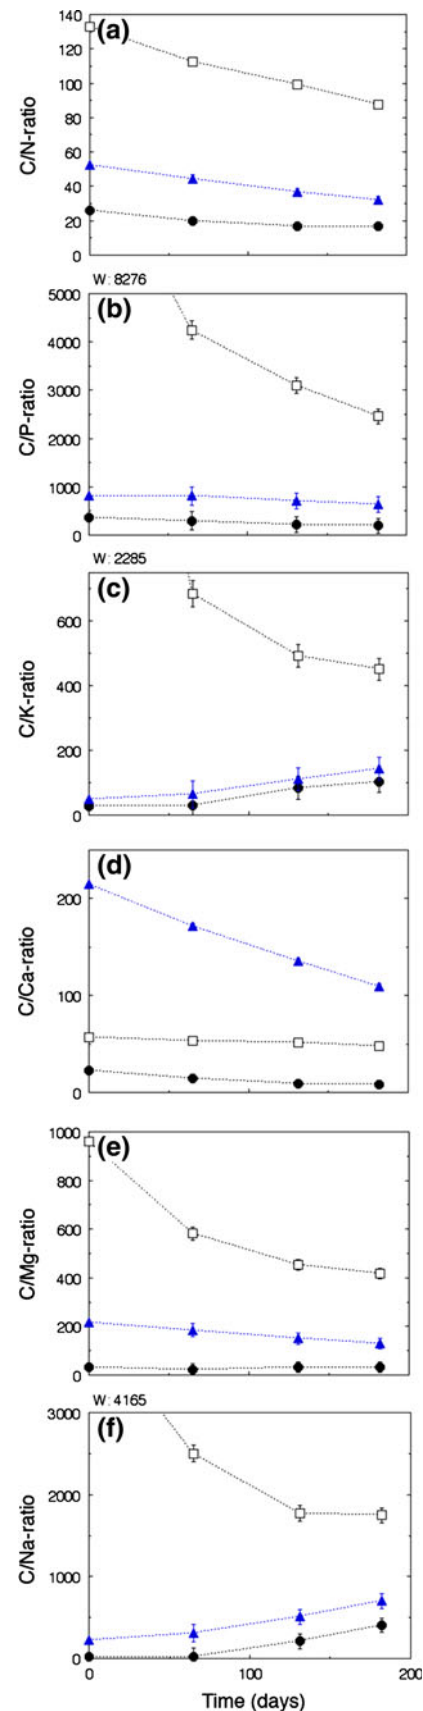 140
(a)
120
100
80
60
40
20
0
C/N-ratio
W: 8276
5000
(b)
4000
3000
2000
1000
0
C/P-ratio
W: 2285
(c)
600
400
200
0
C/K-ratio
(d)
200
100
0
C/Ca-ratio
1000
(e)
800
600
400
200
0
C/Mg-ratio
W: 4165
3000
(f)
2000
1000
0
C/Na-ratio
0 100 200
Time (days)